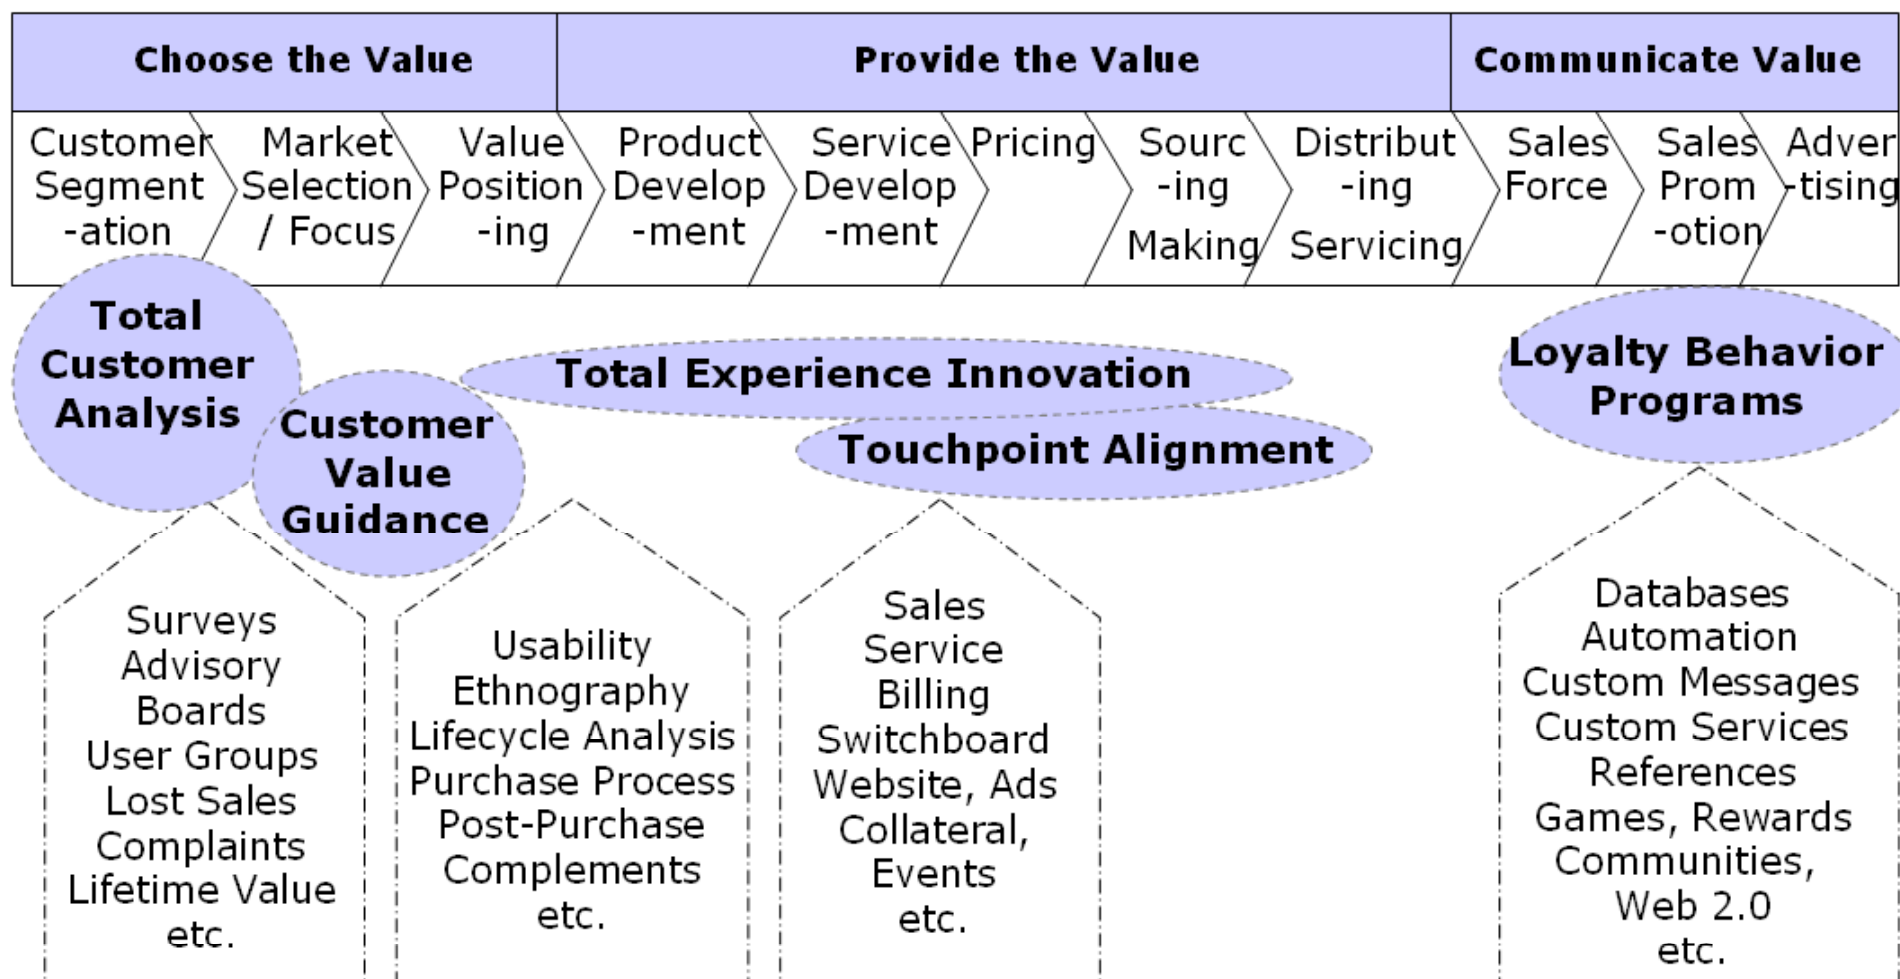 Choose the Value
Provide the Value
Communicate Value
Customer
Segment
-ation
Market
Selection
/ Focus
Value
Position
-ing
Product
Develop
-ment
Service
Develop
-ment
Pricing
Sourc
-ing
Making
Distribut
-ing
Servicing
Sales
Force
Sales
Prom
-otion
Adver
-tising
Total
Customer
Analysis
Customer
Value
Guidance
Total Experience Innovation
Touchpoint Alignment
Loyalty Behavior
Programs
Surveys
Advisory
Boards
User Groups
Lost Sales
Complaints
Lifetime Value
etc.
Usability
Ethnography
Lifecycle Analysis
Purchase Process
Post-Purchase
Complements
etc.
Sales
Service
Billing
Switchboard
Website, Ads
Collateral,
Events
etc.
Databases
Automation
Custom Messages
Custom Services
References
Games, Rewards
Communities,
Web 2.0
etc.